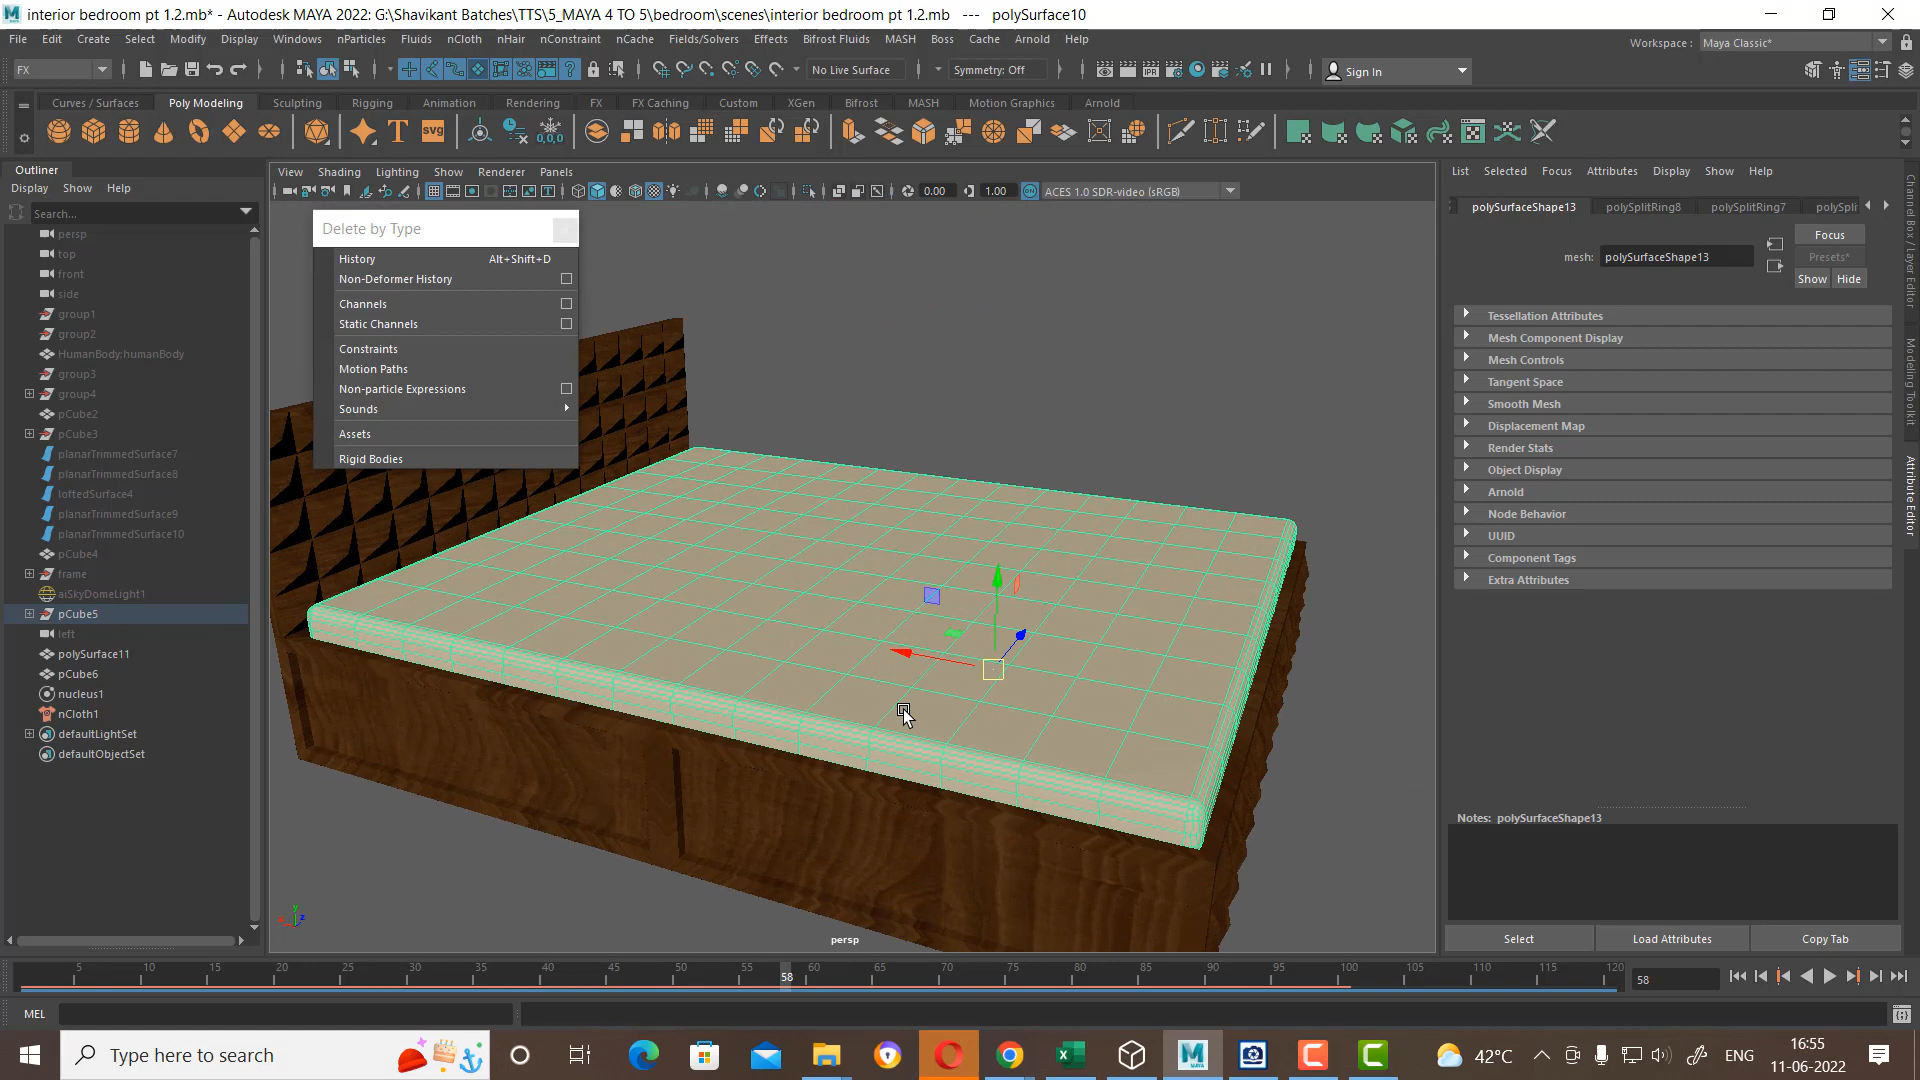 interior bedroom pt 1.2.mb* - Autodesk MAYA 2022: G:\Shavikant Batches\TTS\5_MAYA 4 TO 5\bedroom\scenes\interior bedroom pt 1.2.mb --- polySurface10
File Edit Create Select Modify Display Windows nParticles Fluids nCloth nHair nConstraint nCache Fields/Solvers Effects Bifrost Fluids MASH Boss Cache Arnold Help
Workspace : Maya Classic*
FX No Live Surface Symmetry: Off Sign In
Curves / Surfaces Poly Modeling Sculpting Rigging Animation Rendering FX FX Caching Custom XGen Bifrost MASH Motion Graphics Arnold
Outliner
Display Show Help
Search...
persp
top
front
side
group1
group2
HumanBody:humanBody
group3
group4
pCube2
pCube3
planarTrimmedSurface7
planarTrimmedSurface8
loftedSurface4
planarTrimmedSurface9
planarTrimmedSurface10
pCube4
frame
aiSkyDomeLight1
pCube5
left
polySurface11
pCube6
nucleus1
nCloth1
defaultLightSet
defaultObjectSet
View Shading Lighting Show Renderer Panels
0.00 1.00 ACES 1.0 SDR-video (sRGB)
Delete by Type
History Alt+Shift+D
Non-Deformer History
Channels
Static Channels
Constraints
Motion Paths
Non-particle Expressions
Sounds
Assets
Rigid Bodies
persp
List Selected Focus Attributes Display Show Help
polySurfaceShape13 polySplitRing8 polySplitRing7 polySpli
mesh: polySurfaceShape13
Focus
Presets*
Show Hide
Tessellation Attributes
Mesh Component Display
Mesh Controls
Tangent Space
Smooth Mesh
Displacement Map
Render Stats
Object Display
Arnold
Node Behavior
UUID
Component Tags
Extra Attributes
Notes: polySurfaceShape13
Select Load Attributes Copy Tab
Channel Box / Layer Editor
Modeling Toolkit
Attribute Editor
5 10 15 20 25 30 35 40 45 50 55 58 60 65 70 75 80 85 90 95 100 105 110 115 120
58
MEL
Type here to search
42°C
ENG
16:55
11-06-2022